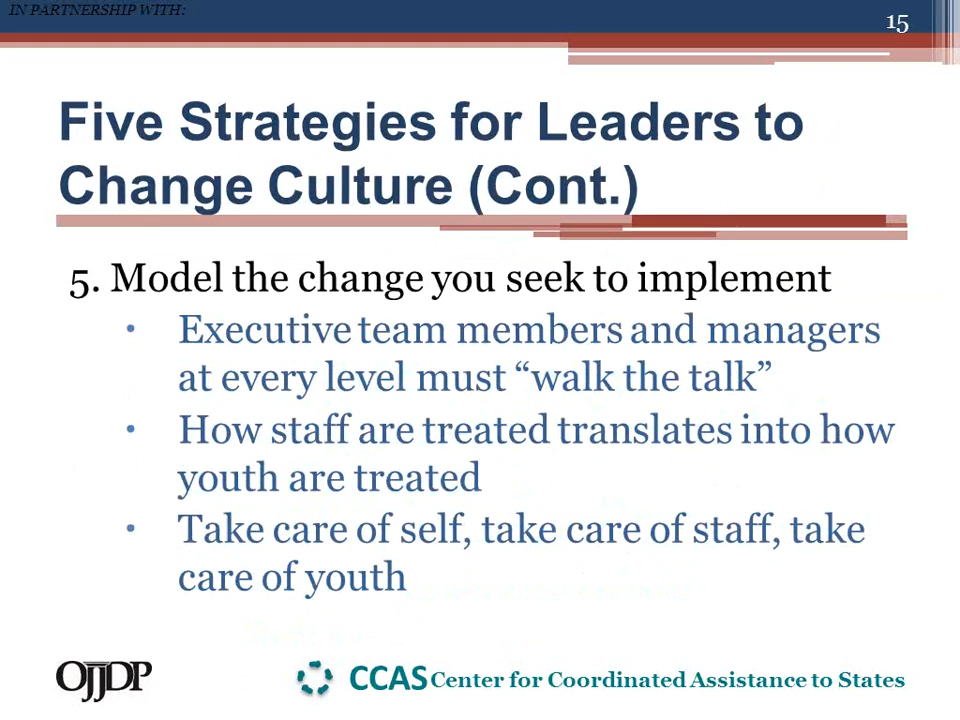 IN PARTNERSHIP WITH:
15
Five Strategies for Leaders to
Change Culture (Cont.)
5. Model the change you seek to implement
• Executive team members and managers
at every level must “walk the talk”
• How staff are treated translates into how
youth are treated
• Take care of self, take care of staff, take
care of youth
OJJDP
CCAS Center for Coordinated Assistance to States